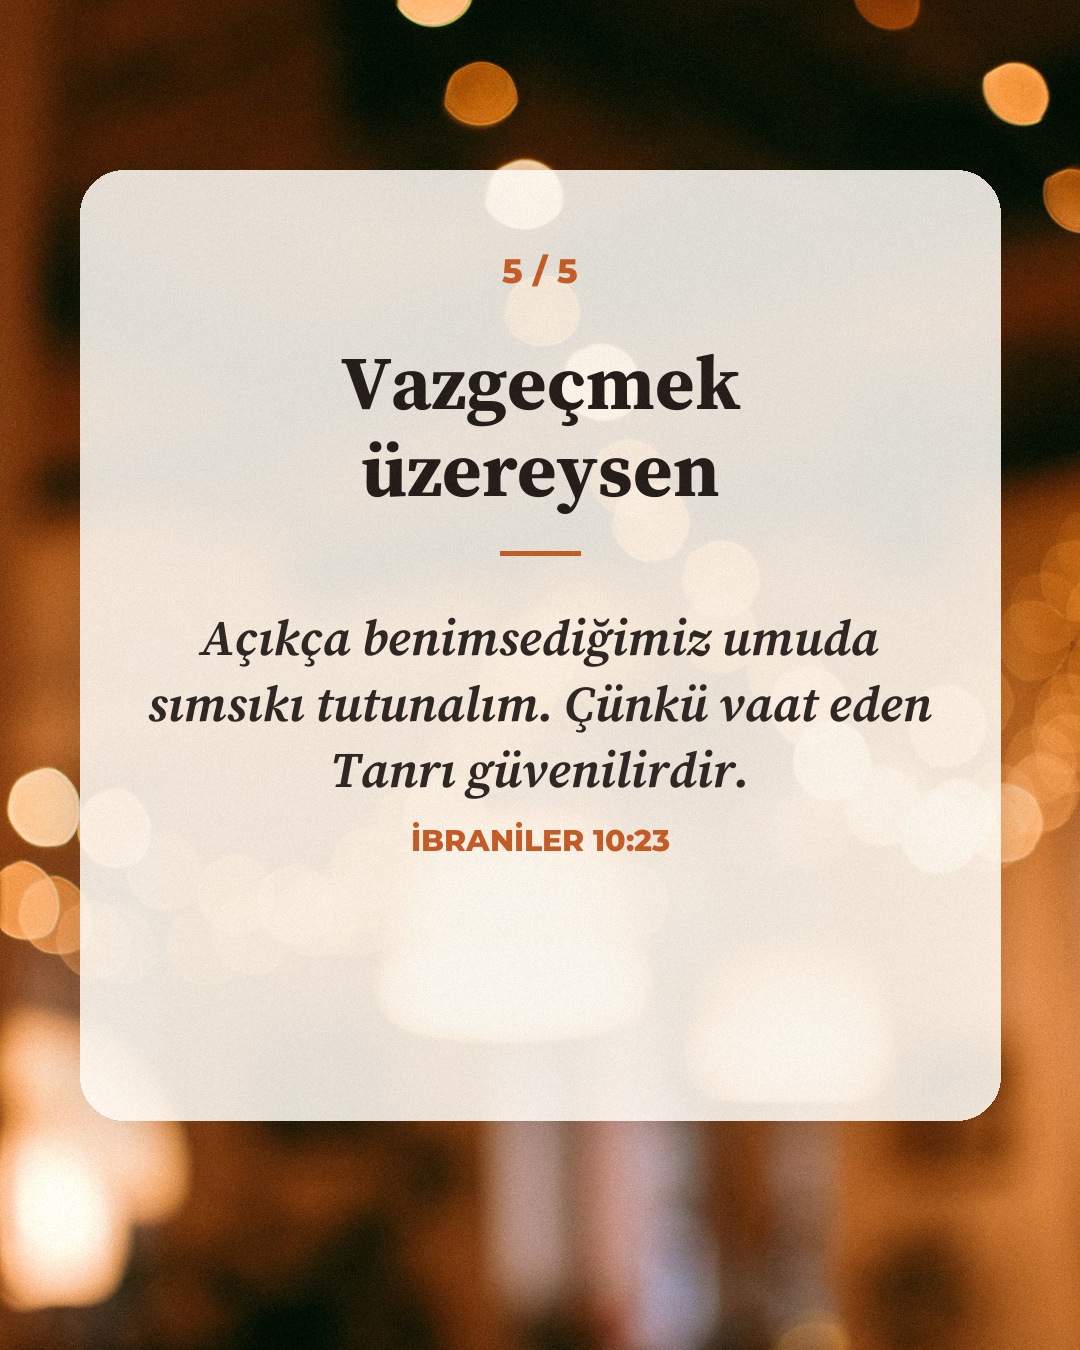 5 / 5
Vazgeçmek
üzereysen
Açıkça benimsediğimiz umuda
sımsıkı tutunalım. Çünkü vaat eden
Tanrı güvenilirdir.
İBRANİLER 10:23